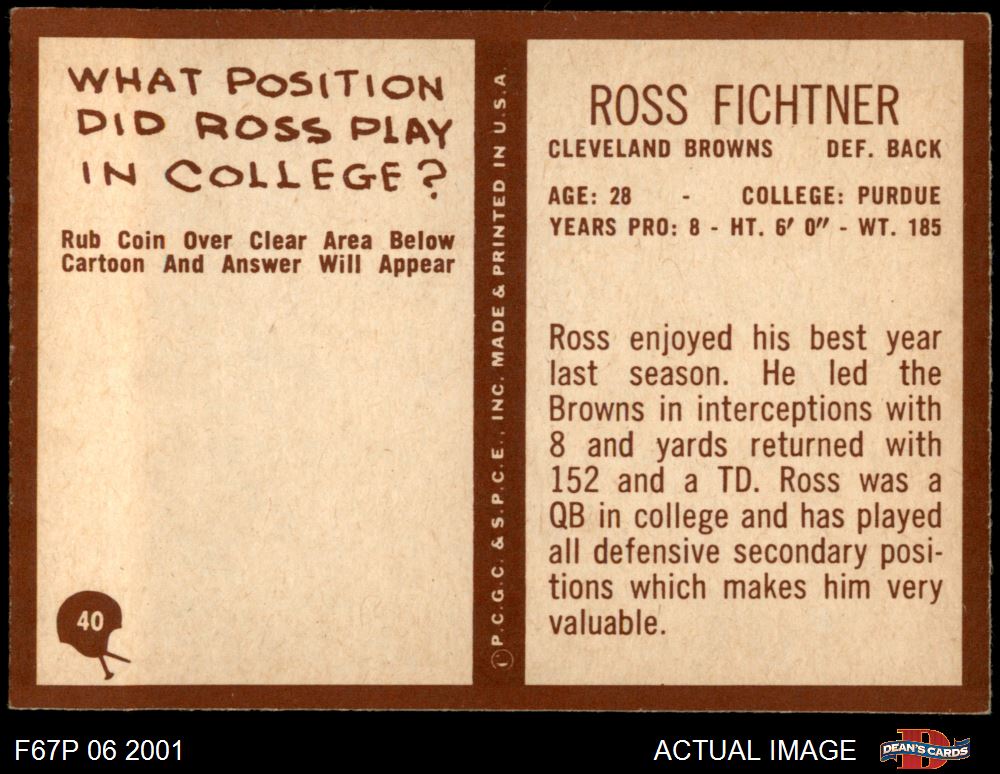 WHAT POSITION
DID ROSS PLAY
IN COLLEGE?
Rub Coin Over Clear Area Below
Cartoon And Answer Will Appear
40
© P.C.G.C. & S.P.C.E., INC. MADE & PRINTED IN U.S.A.
ROSS FICHTNER
CLEVELAND BROWNS DEF. BACK
AGE: 28 - COLLEGE: PURDUE
YEARS PRO: 8 - HT. 6' 0" - WT. 185
Ross enjoyed his best year
last season. He led the
Browns in interceptions with
8 and yards returned with
152 and a TD. Ross was a
QB in college and has played
all defensive secondary posi-
tions which makes him very
valuable.
F67P 06 2001
ACTUAL IMAGE
DEAN'S CARDS